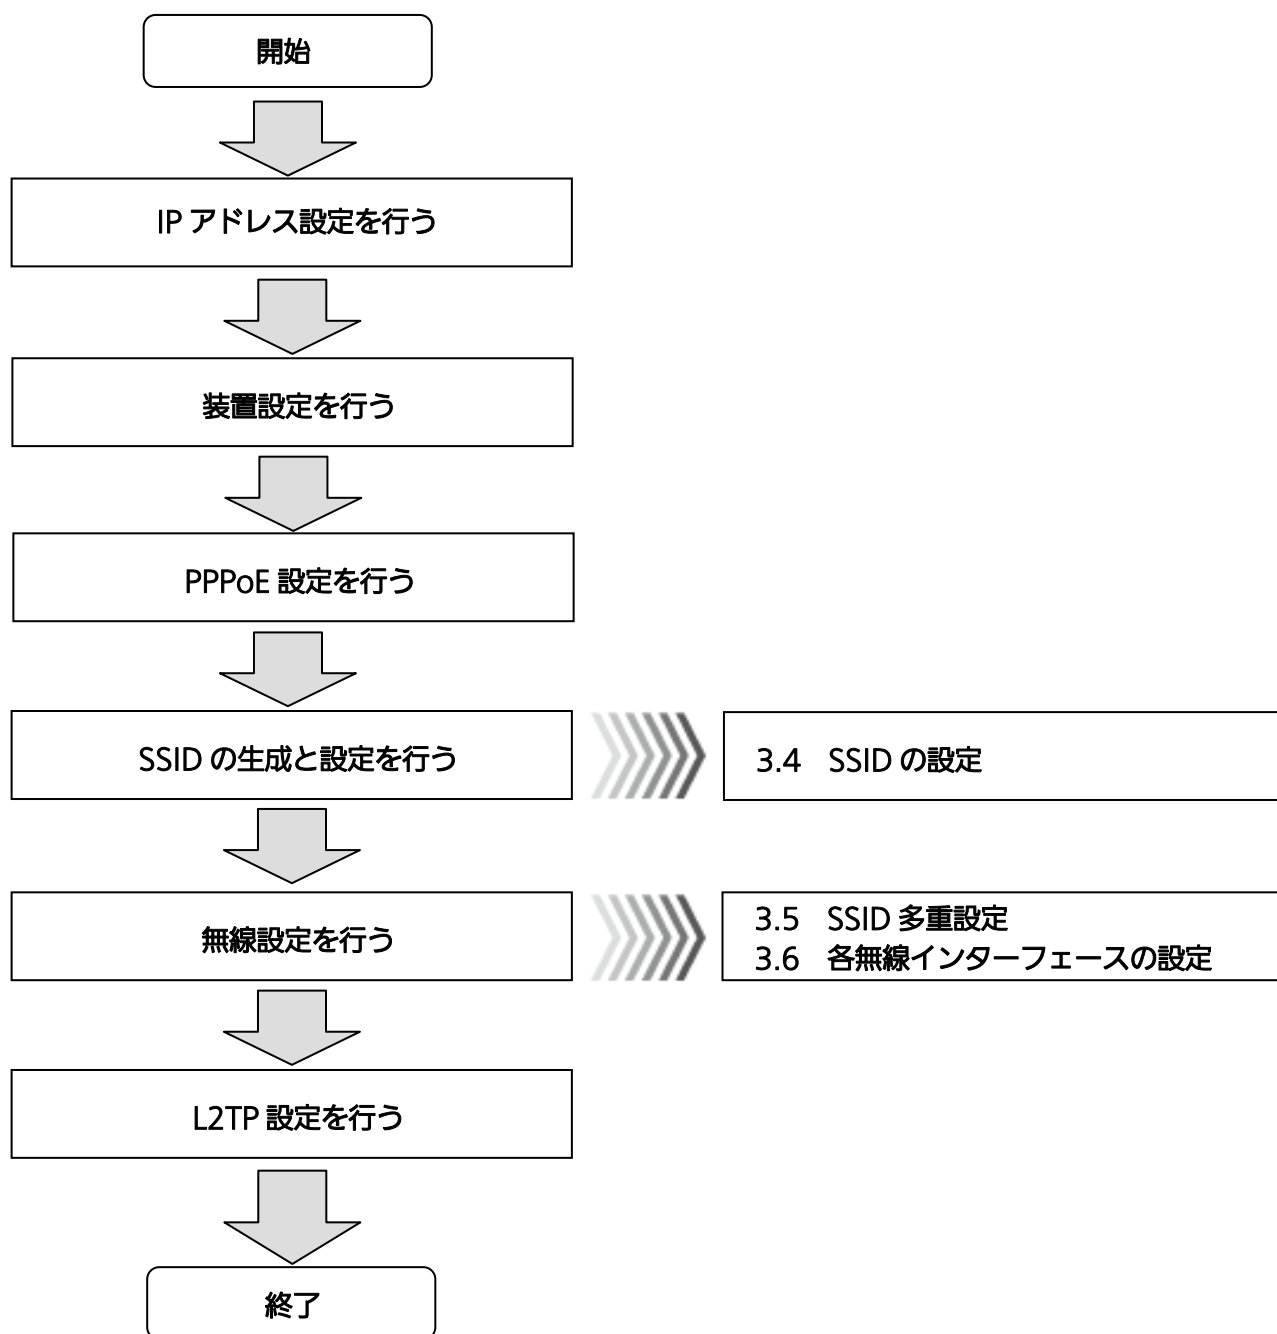 開始
IP アドレス設定を行う
装置設定を行う
PPPoE 設定を行う
SSID の生成と設定を行う
3.4 SSID の設定
無線設定を行う
3.5 SSID 多重設定
3.6 各無線インターフェースの設定
L2TP 設定を行う
終了